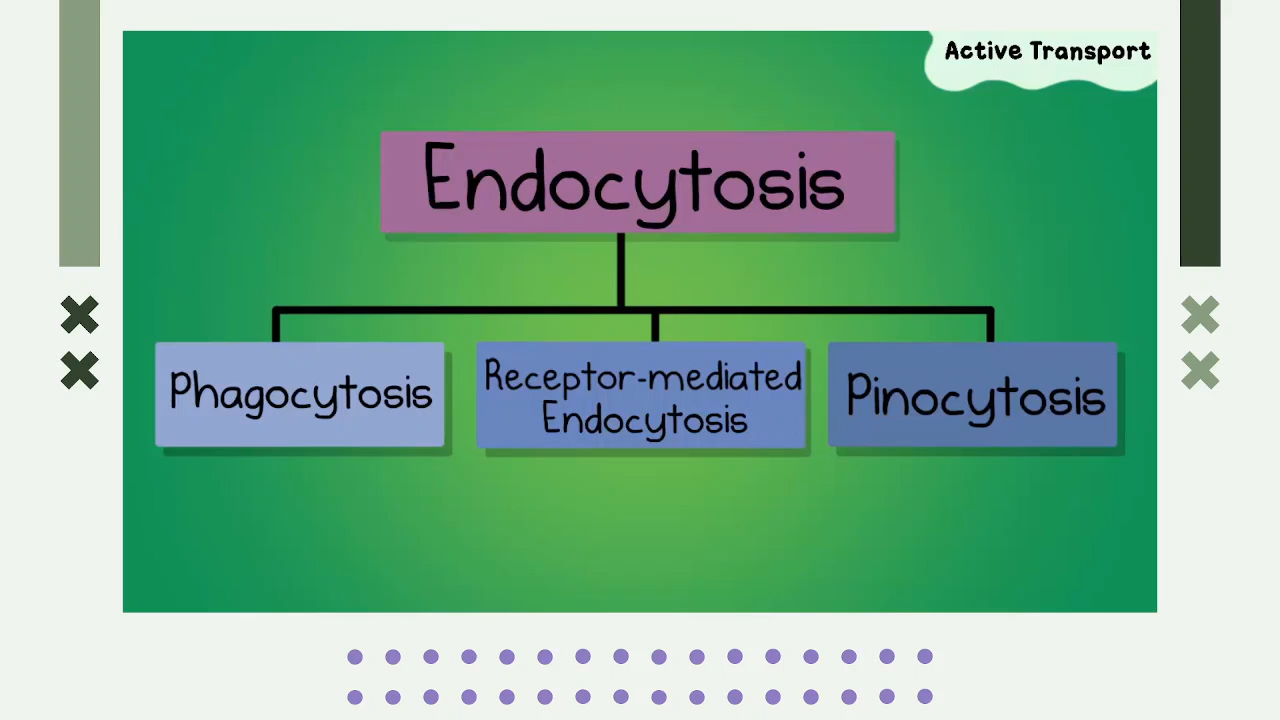 Active Transport
Endocytosis
Phagocytosis
Receptor-mediated
Endocytosis
Pinocytosis